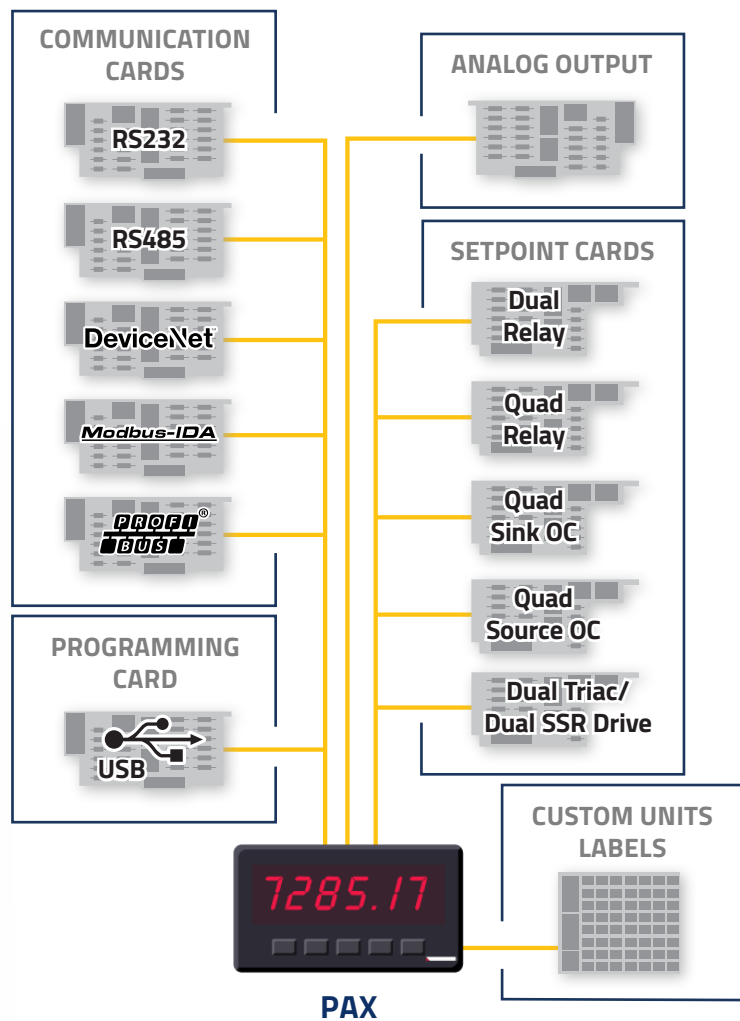 COMMUNICATION
CARDS
RS232
RS485
DeviceNet™
Modbus-IDA
PROFI®
BUS
PROGRAMMING
CARD
USB
ANALOG OUTPUT
SETPOINT CARDS
Dual
Relay
Quad
Relay
Quad
Sink OC
Quad
Source OC
Dual Triac/
Dual SSR Drive
CUSTOM UNITS
LABELS
7285.17
PAX